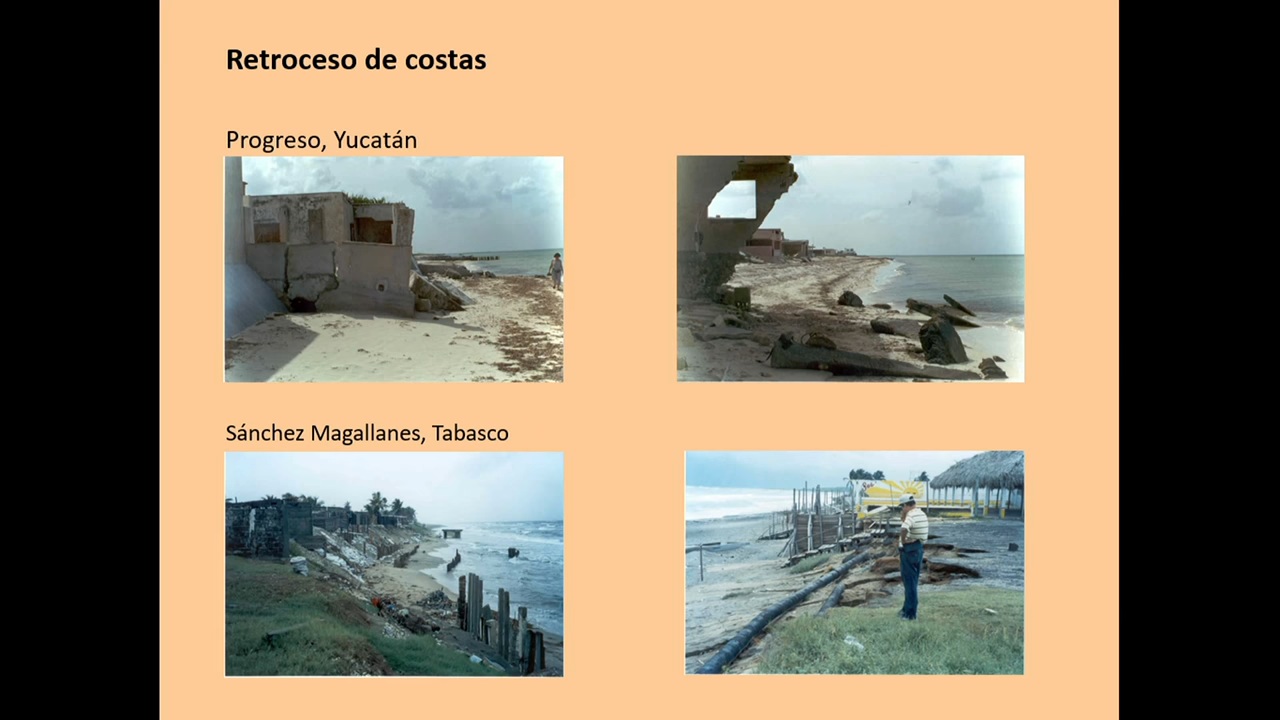 Retroceso de costas
Progreso, Yucatán
Sánchez Magallanes, Tabasco